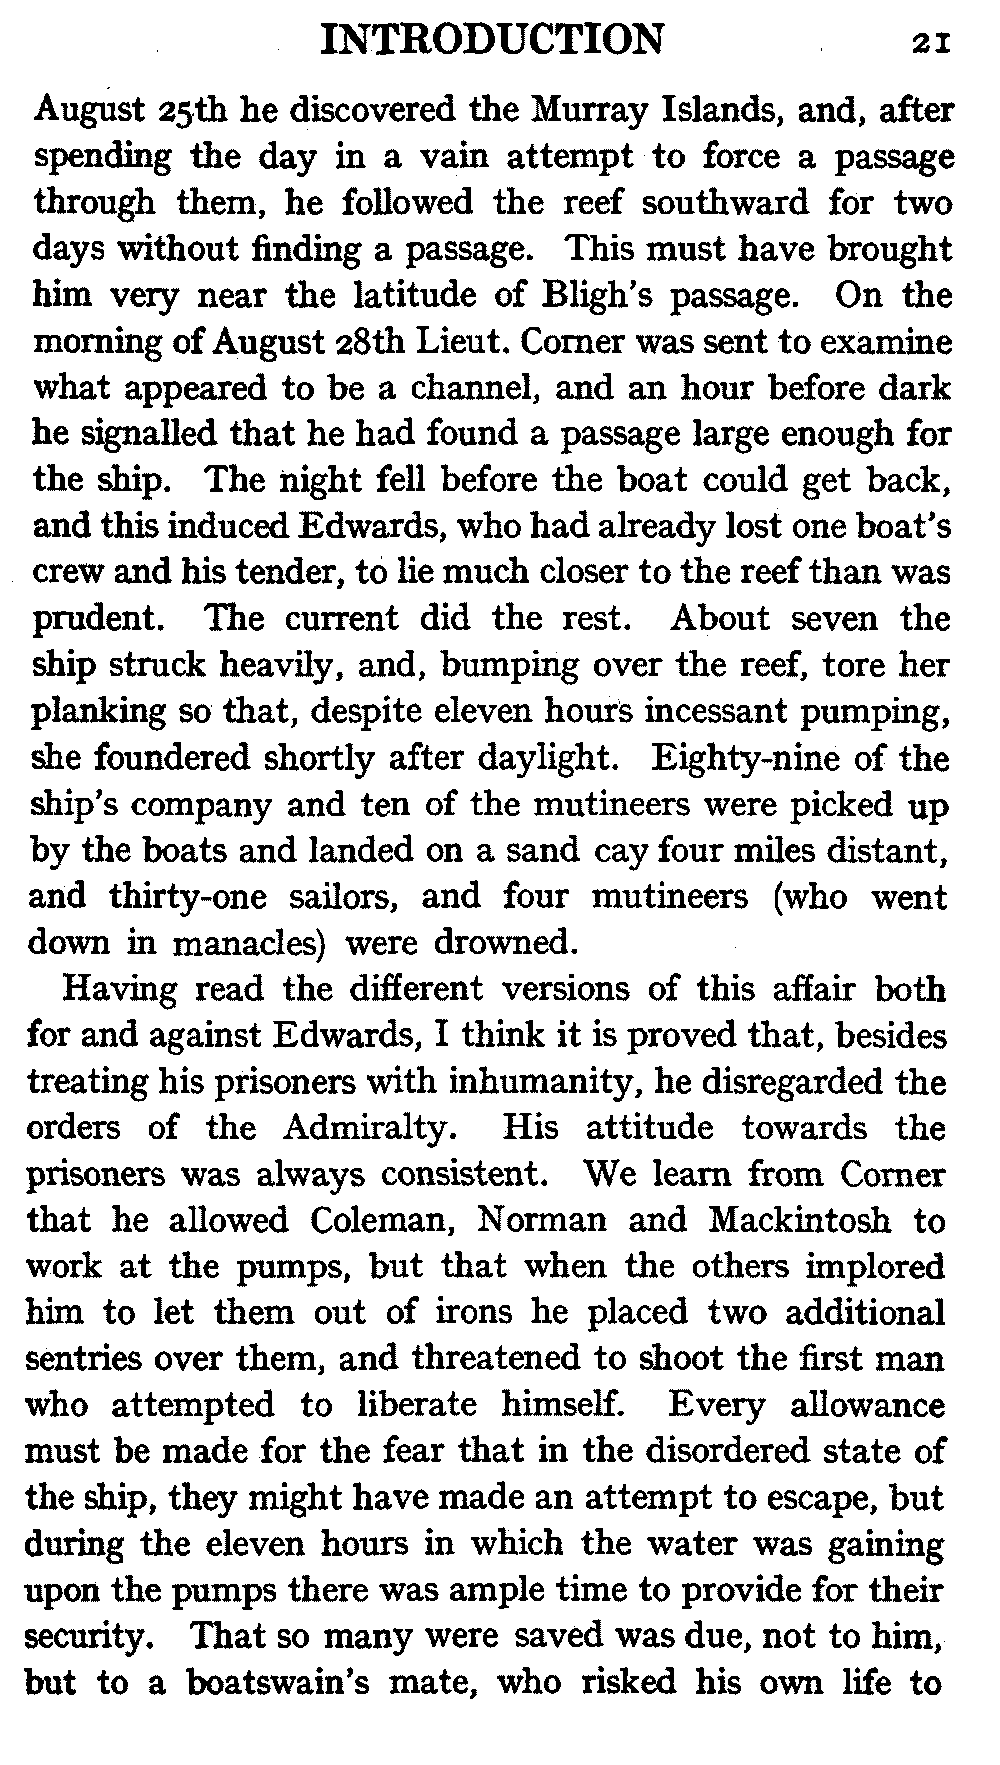 INTRODUCTION 21
August 25th he discovered the Murray Islands, and, after
spending the day in a vain attempt to force a passage
through them, he followed the reef southward for two
days without finding a passage. This must have brought
him very near the latitude of Bligh's passage. On the
morning of August 28th Lieut. Corner was sent to examine
what appeared to be a channel, and an hour before dark
he signalled that he had found a passage large enough for
the ship. The night fell before the boat could get back,
and this induced Edwards, who had already lost one boat's
crew and his tender, to lie much closer to the reef than was
prudent. The current did the rest. About seven the
ship struck heavily, and, bumping over the reef, tore her
planking so that, despite eleven hours incessant pumping,
she foundered shortly after daylight. Eighty-nine of the
ship's company and ten of the mutineers were picked up
by the boats and landed on a sand cay four miles distant,
and thirty-one sailors, and four mutineers (who went
down in manacles) were drowned.
Having read the different versions of this affair both
for and against Edwards, I think it is proved that, besides
treating his prisoners with inhumanity, he disregarded the
orders of the Admiralty. His attitude towards the
prisoners was always consistent. We learn from Corner
that he allowed Coleman, Norman and Mackintosh to
work at the pumps, but that when the others implored
him to let them out of irons he placed two additional
sentries over them, and threatened to shoot the first man
who attempted to liberate himself. Every allowance
must be made for the fear that in the disordered state of
the ship, they might have made an attempt to escape, but
during the eleven hours in which the water was gaining
upon the pumps there was ample time to provide for their
security. That so many were saved was due, not to him,
but to a boatswain's mate, who risked his own life to